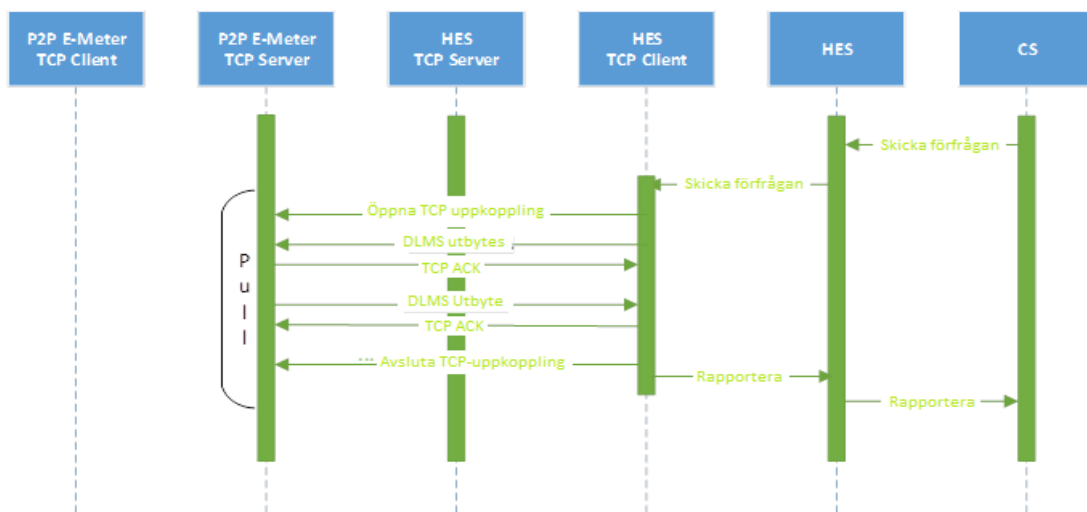 P2P E-Meter
TCP Client
P2P E-Meter
TCP Server
HES
TCP Server
HES
TCP Client
HES
CS
Skicka förfrågan
Skicka förfrågan
Öppna TCP uppkoppling
DLMS utbytes
TCP ACK
DLMS Utbyte
TCP ACK
... Avsluta TCP-uppkoppling
Rapportera
Rapportera
P
u
l
l